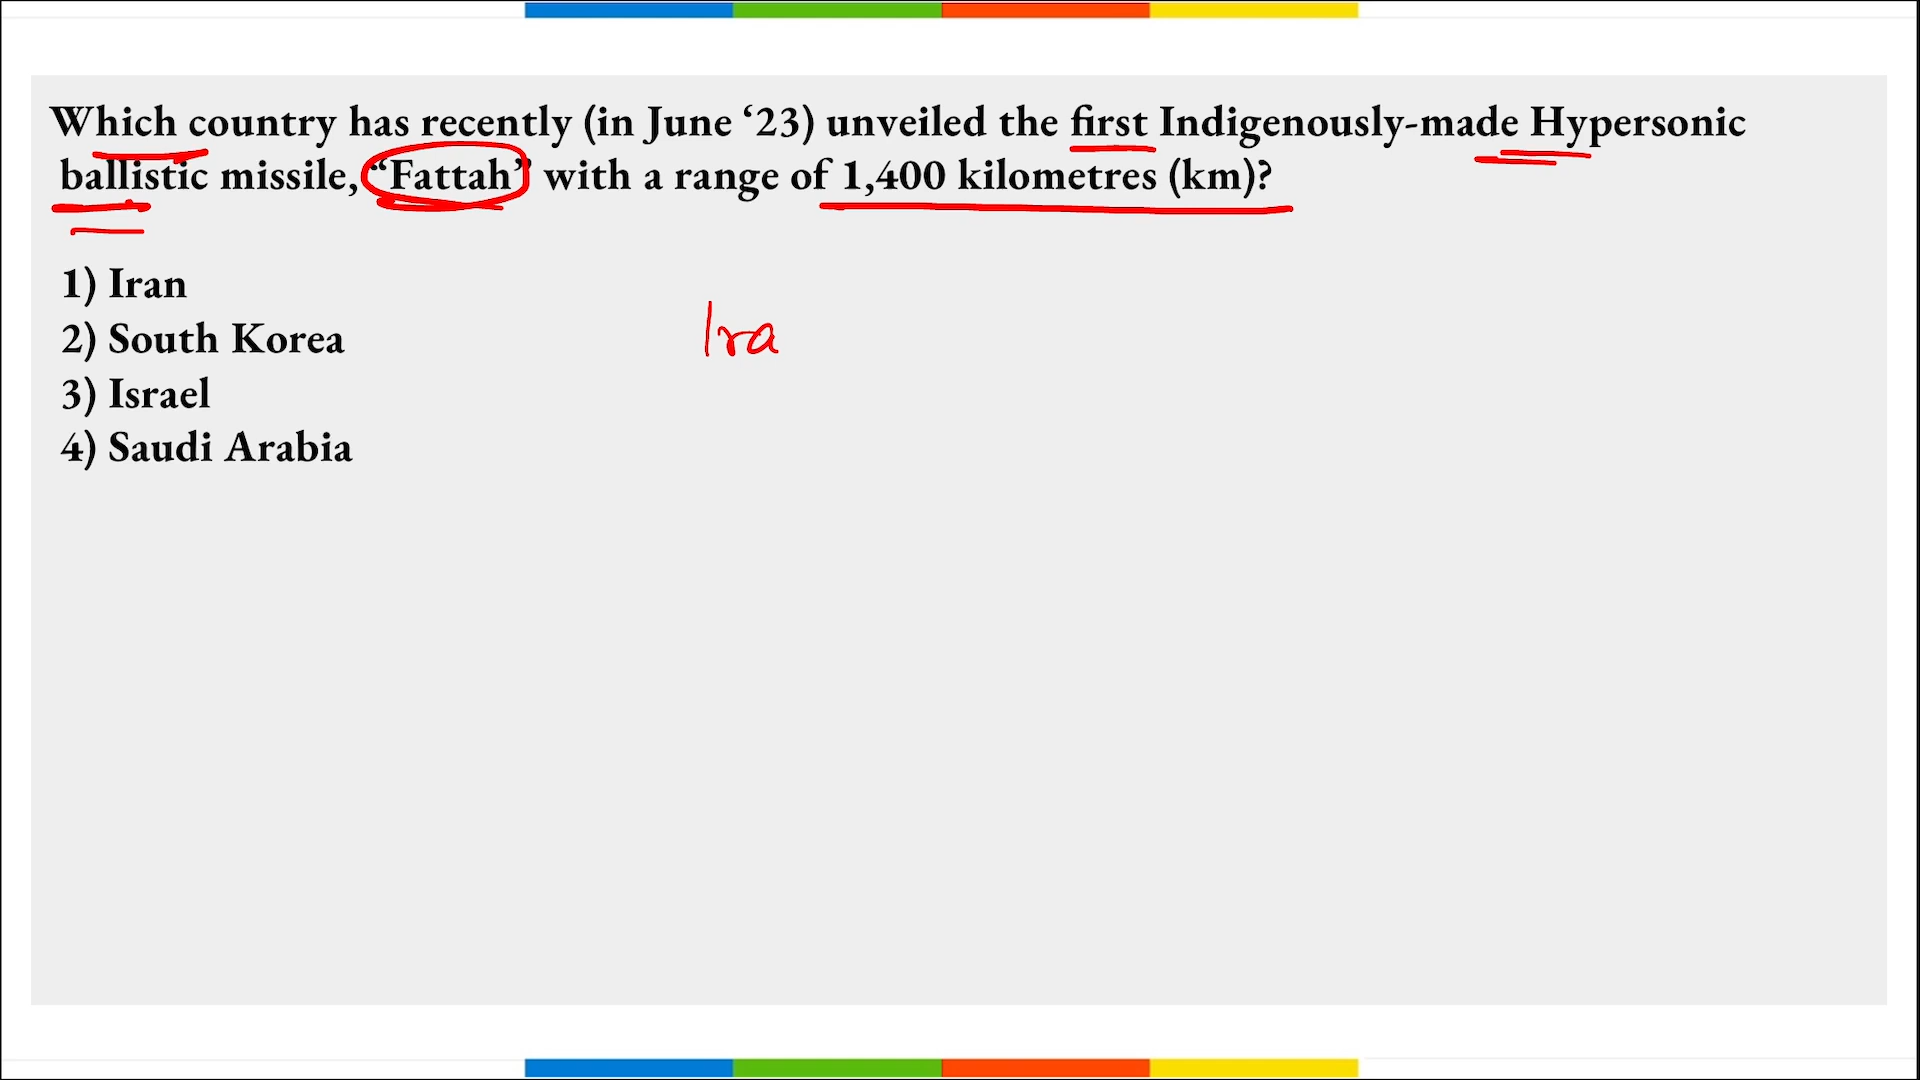 Which country has recently (in June ‘23) unveiled the first Indigenously-made Hypersonic
ballistic missile, “Fattah” with a range of 1,400 kilometres (km)?
1) Iran
2) South Korea
3) Israel
4) Saudi Arabia
Ira